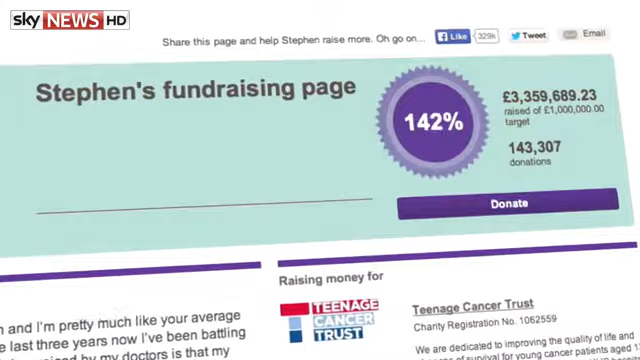 sky NEWS HD
Share this page and help Stephen raise more. Oh go on... Like 329k Tweet Email
Stephen's fundraising page
142%
£3,359,689.23
raised of £1,000,000.00
target
143,307
donations
Donate
Raising money for
TEENAGE
CANCER
TRUST
Teenage Cancer Trust
Charity Registration No. 1062559
We are dedicated to improving the quality of life and
of survival for young cancer patients aged
and I'm pretty much like your average
last three years now I've been battling
by my doctors is that my